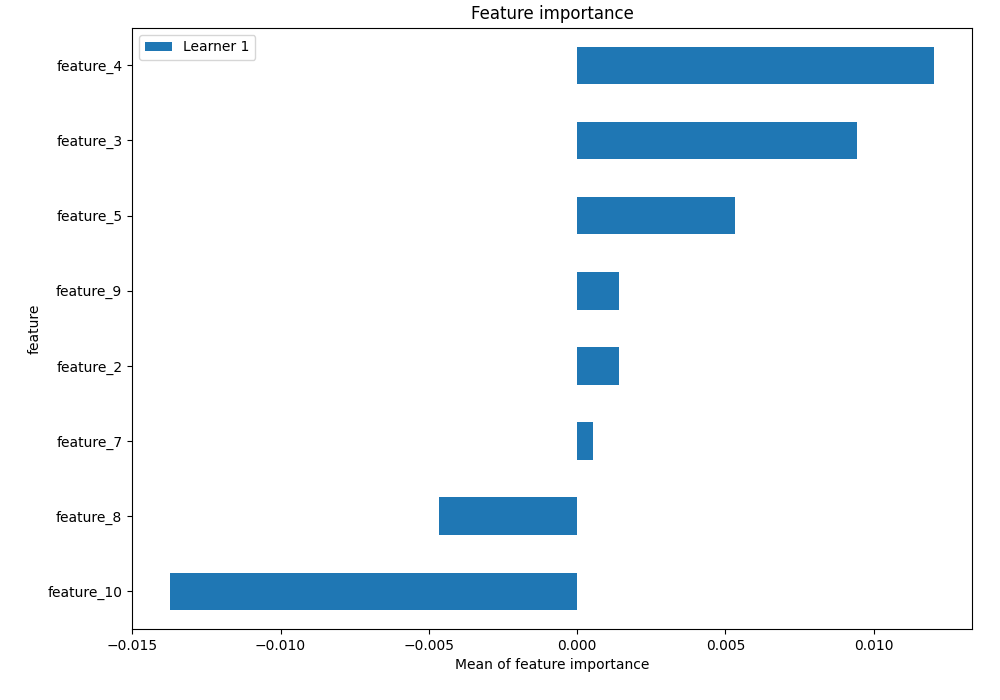 Feature importance
Learner 1
feature_4
feature_3
feature_5
feature_9
feature_2
feature_7
feature_8
feature_10
feature
−0.015 −0.010 −0.005 0.000 0.005 0.010
Mean of feature importance